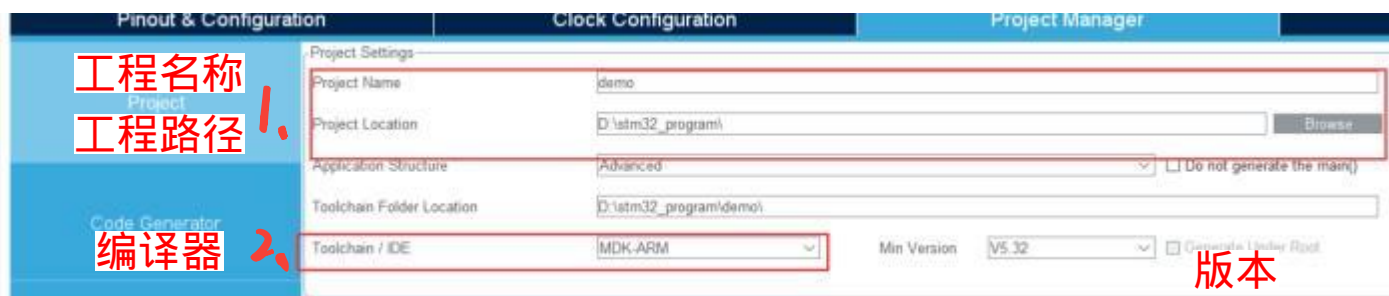 Pinout & Configuration Clock Configuration Project Manager
Project Settings
工程名称
Project Name demo
Project
1.
工程路径
Project Location D:\stm32_program\ Browse
Application Structure Advanced Do not generate the main()
Toolchain Folder Location D:\stm32_program\demo\
Code Generator
编译器 2.
Toolchain / IDE MDK-ARM Min Version V5.32 Generate Under Root
版本